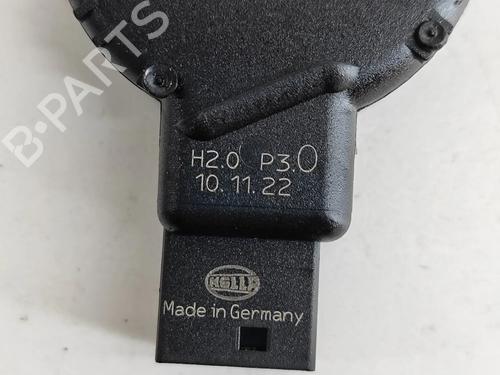 B-PARTS
H2.0 P3.0
10.11.22
HELLA
Made in Germany